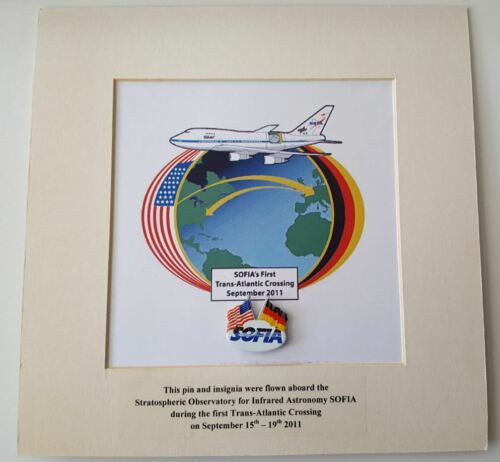 NASA
SOFIA's First
Trans-Atlantic Crossing
September 2011
SOFIA
This pin and insignia were flown aboard the
Stratospheric Observatory for Infrared Astronomy SOFIA
during the first Trans-Atlantic Crossing
on September 15th – 19th 2011